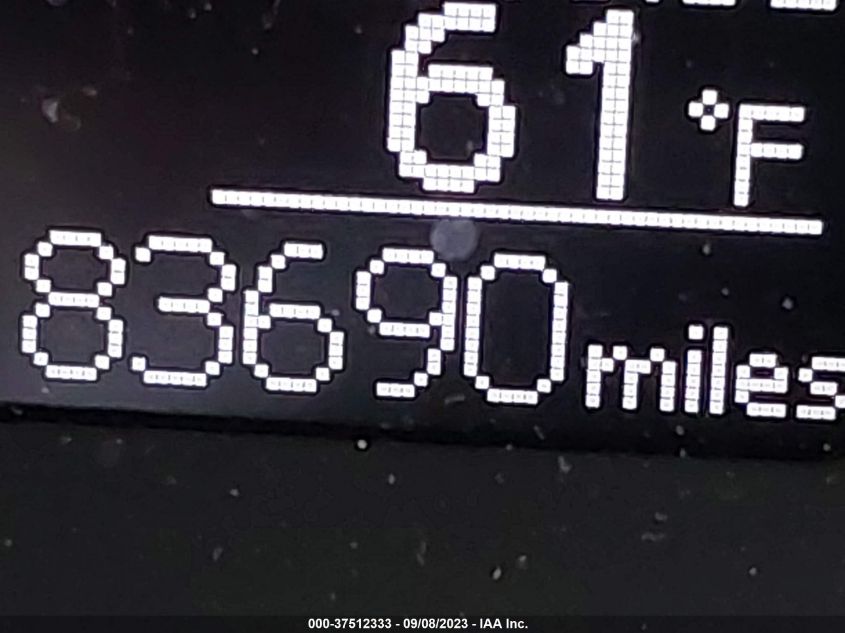 61 °F
83690 miles
000-37512333 - 09/08/2023 - IAA Inc.